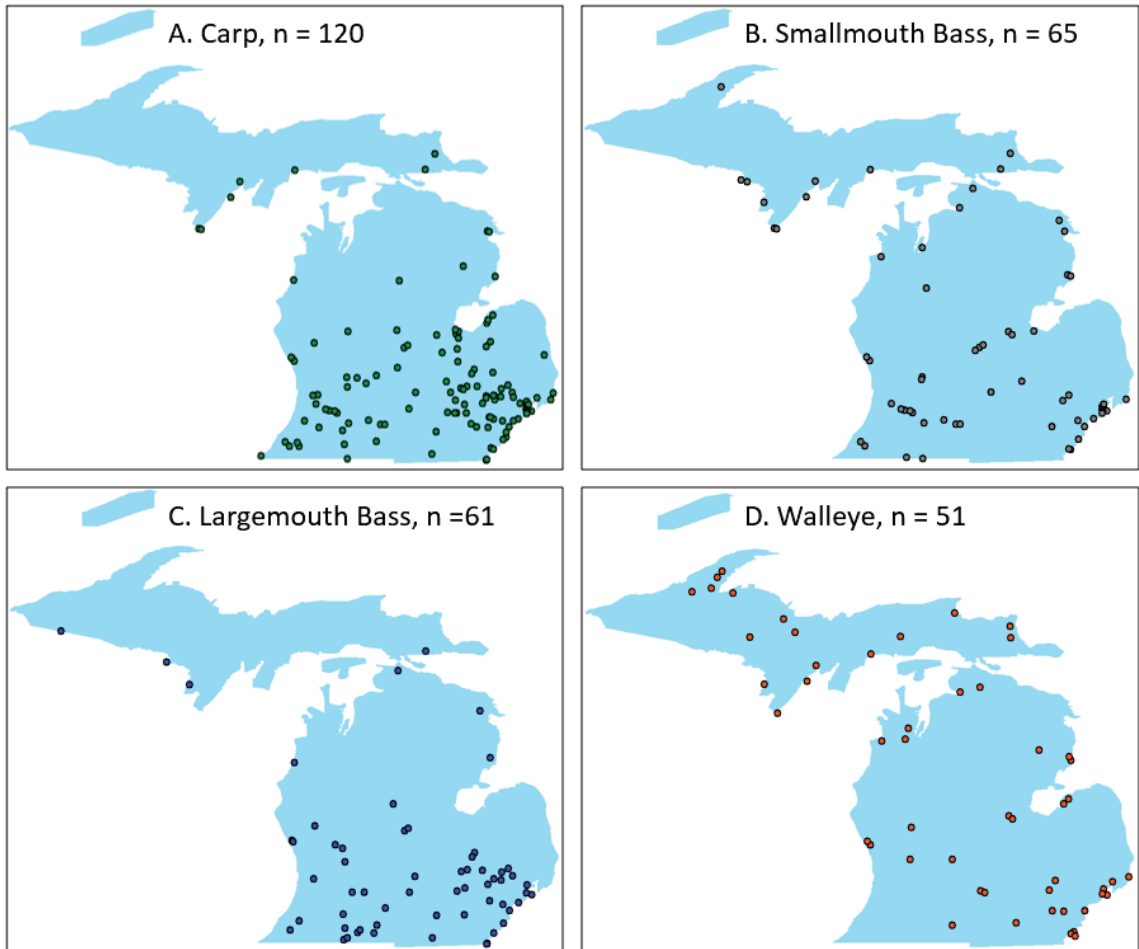 A. Carp, n = 120
B. Smallmouth Bass, n = 65
C. Largemouth Bass, n =61
D. Walleye, n = 51